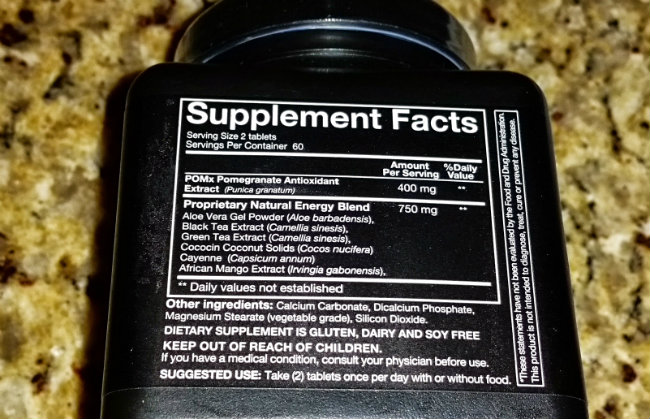 Supplement Facts
Serving Size 2 tablets
Servings Per Container 60
Amount Per Serving %Daily Value
POMx Pomegranate Antioxidant
Extract (Punica granatum) 400 mg **
Proprietary Natural Energy Blend 750 mg **
Aloe Vera Gel Powder (Aloe barbadensis),
Black Tea Extract (Camellia sinesis),
Green Tea Extract (Camellia sinesis),
Cococin Coconut Solids (Cocos nucifera)
Cayenne (Capsicum annum)
African Mango Extract (Irvingia gabonensis),
** Daily values not established
Other ingredients: Calcium Carbonate, Dicalcium Phosphate,
Magnesium Stearate (vegetable grade), Silicon Dioxide.
DIETARY SUPPLEMENT IS GLUTEN, DAIRY AND SOY FREE
KEEP OUT OF REACH OF CHILDREN.
If you have a medical condition, consult your physician before use.
SUGGESTED USE: Take (2) tablets once per day with or without food.
*These statements have not been evaluated by the Food and Drug Administration.
This product is not intended to diagnose, treat, cure or prevent any disease.